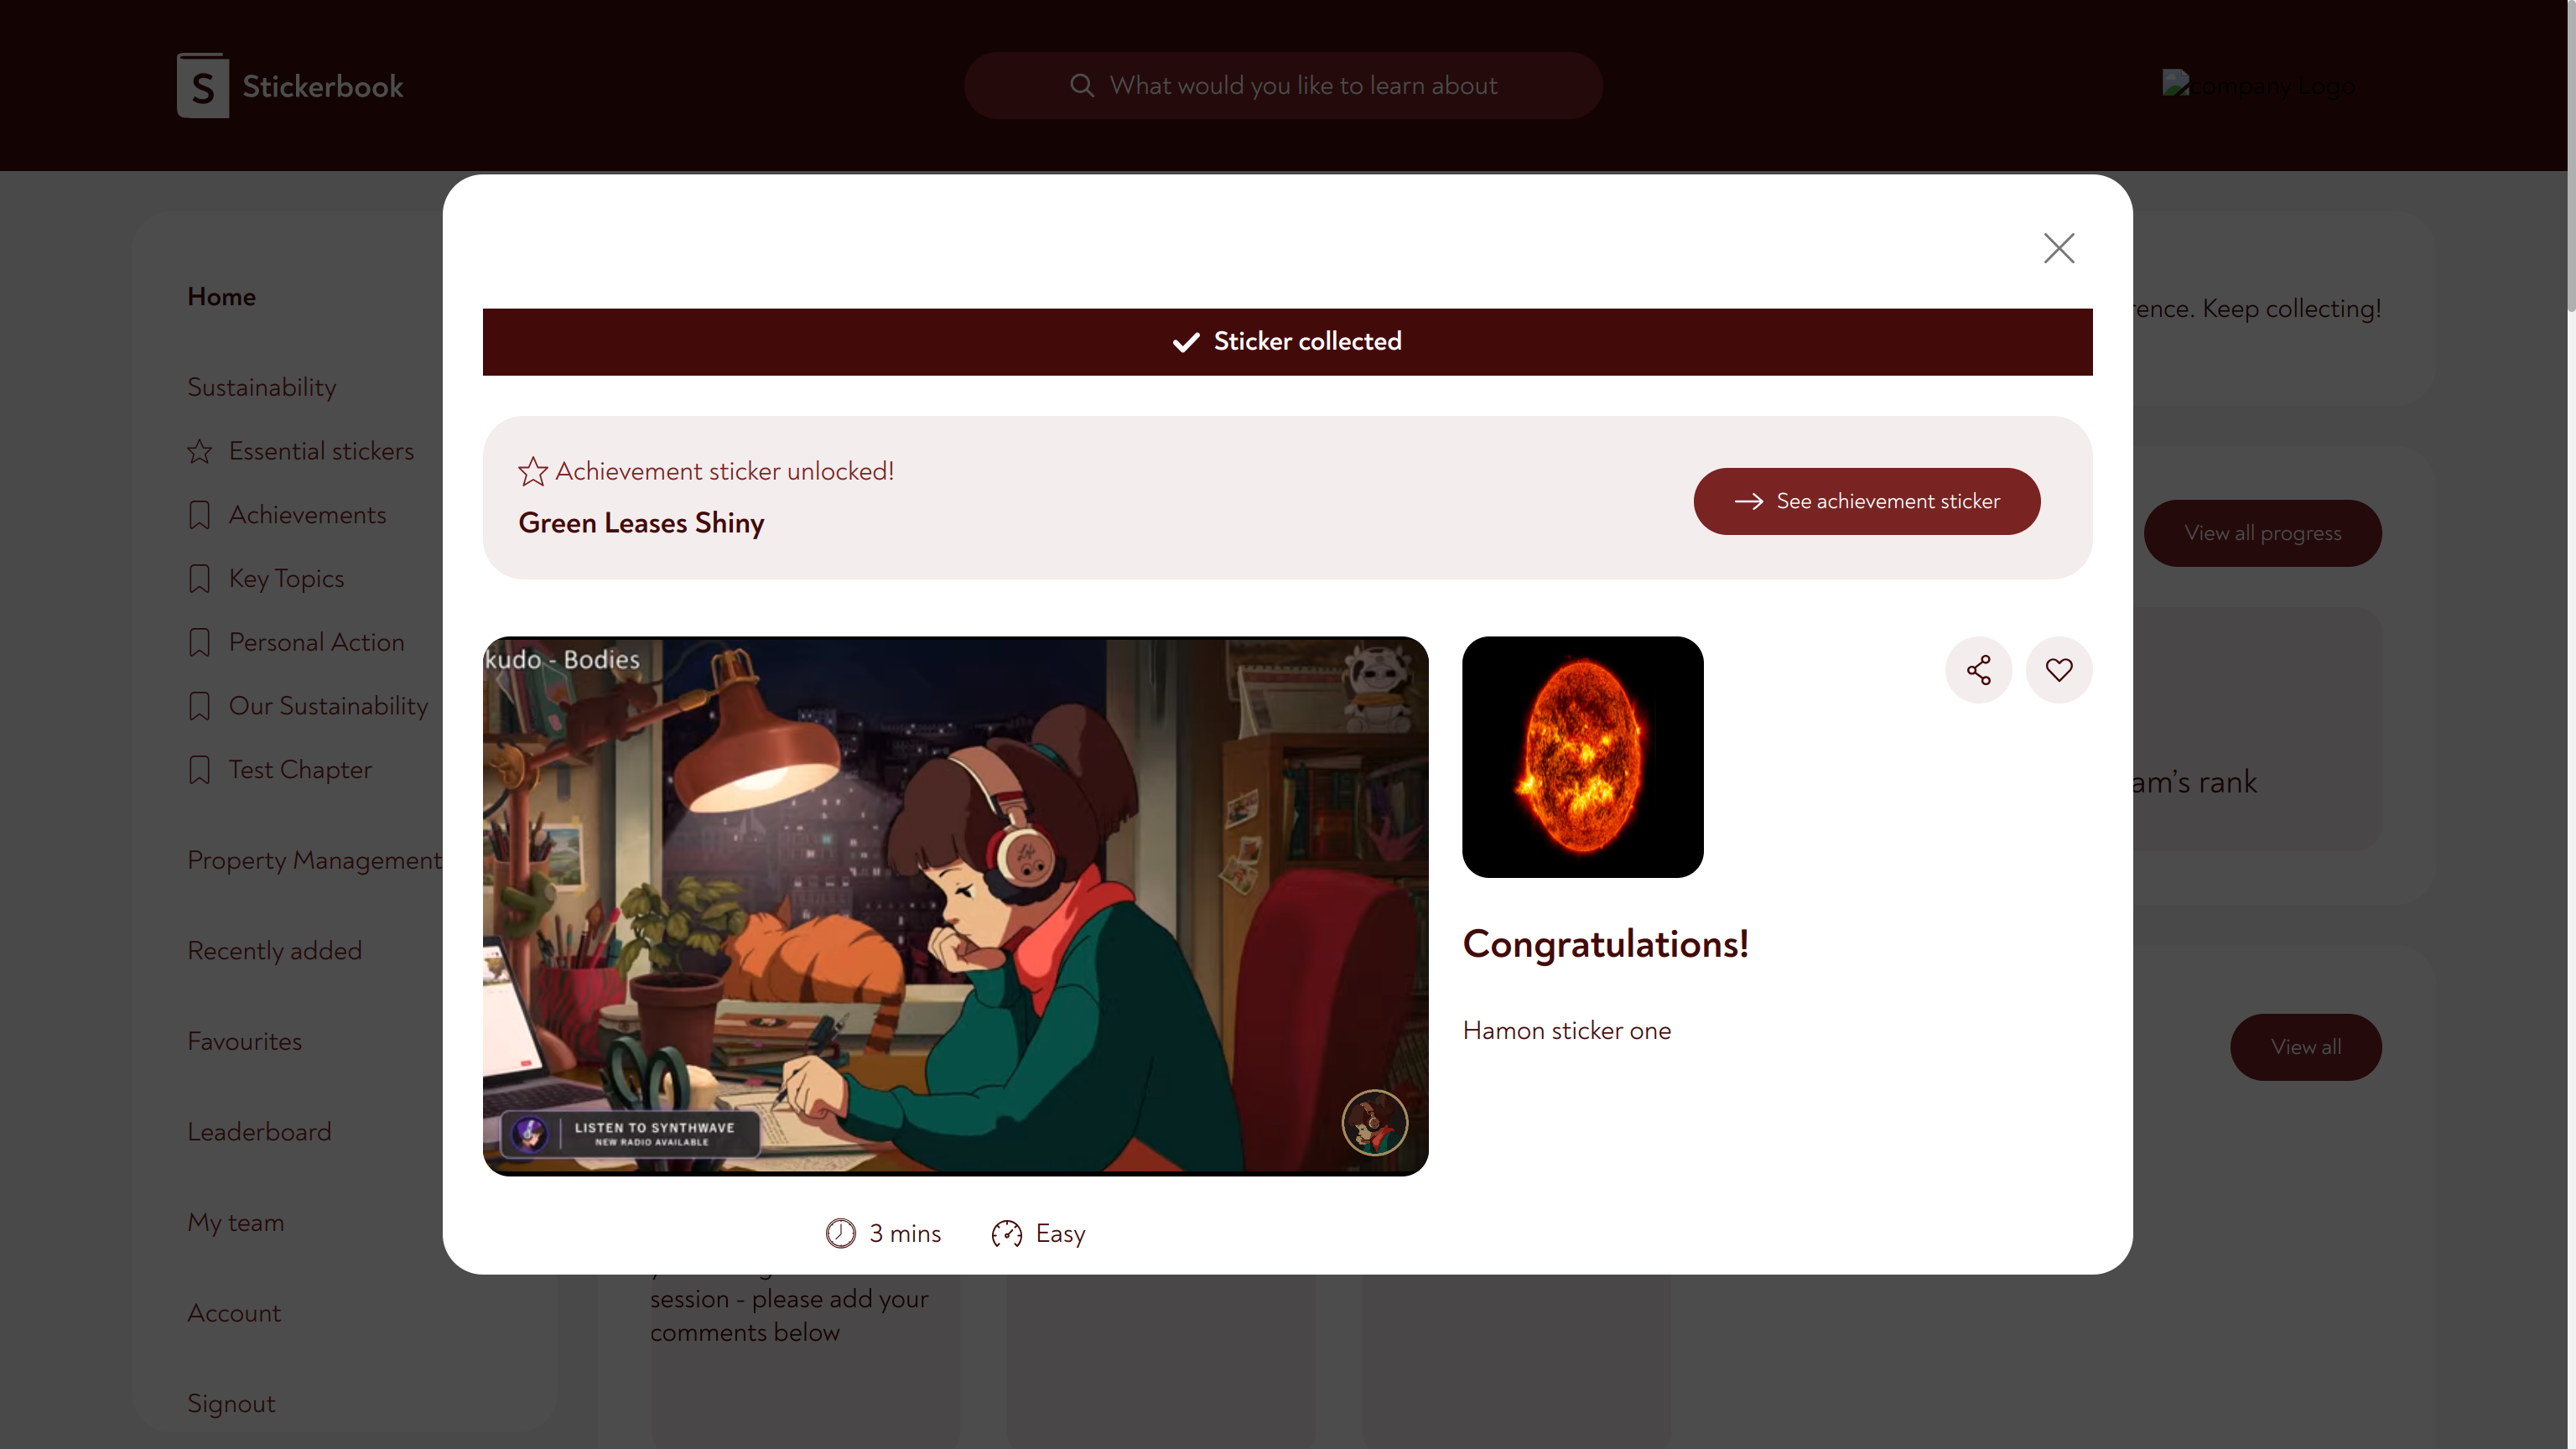 S Stickerbook
What would you like to learn about
company Logo
Home
Sustainability
Essential stickers
Achievements
Key Topics
Personal Action
Our Sustainability
Test Chapter
Property Management
Recently added
Favourites
Leaderboard
My team
Account
Signout
Sticker collected
Achievement sticker unlocked!
Green Leases Shiny
See achievement sticker
kudo - Bodies
LISTEN TO SYNTHWAVE
NEW RADIO AVAILABLE
3 mins
Easy
Congratulations!
Hamon sticker one
rence. Keep collecting!
View all progress
am's rank
View all
session - please add your
comments below